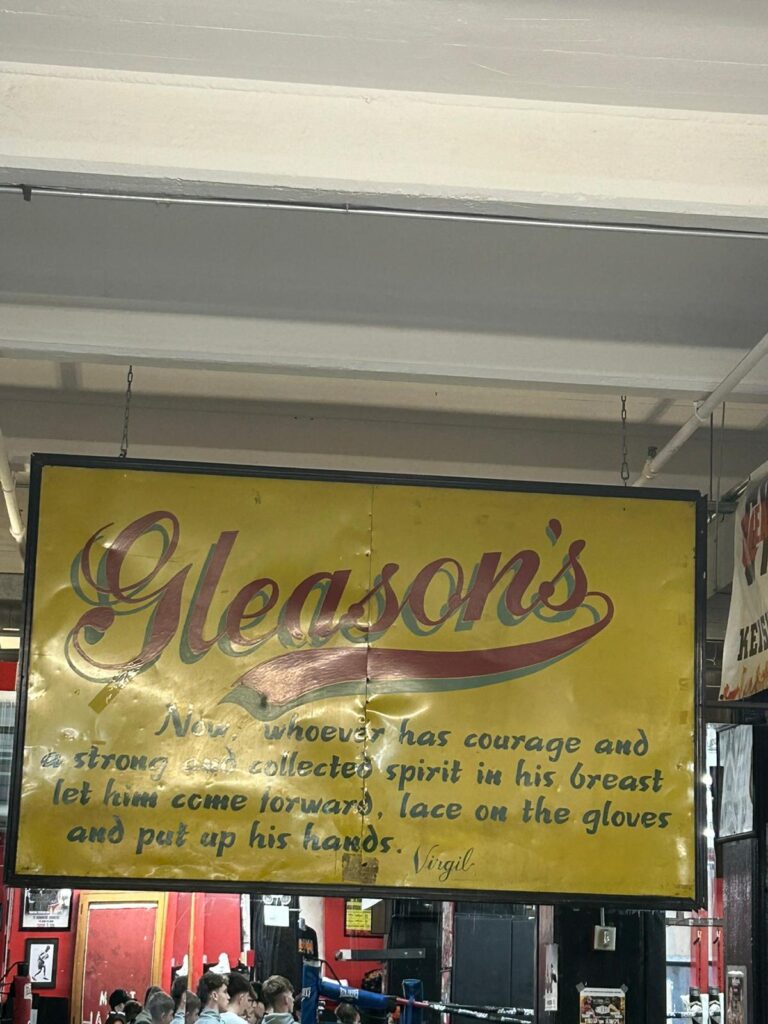 Gleason's
Now, whoever has courage and
a strong and collected spirit in his breast
let him come forward, lace on the gloves
and put up his hands.
Virgil
KEIS